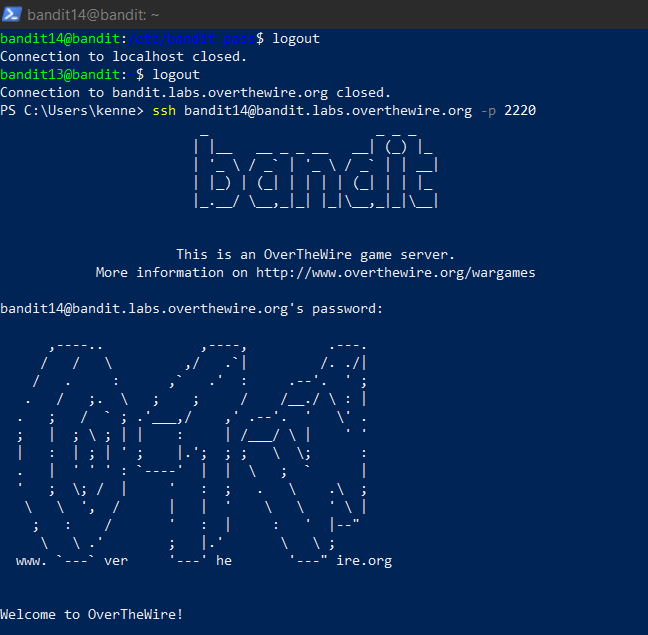 bandit14@bandit: ~
bandit14@bandit:/etc/bandit_pass$ logout
Connection to localhost closed.
bandit13@bandit:~$ logout
Connection to bandit.labs.overthewire.org closed.
PS C:\Users\kenne> ssh bandit14@bandit.labs.overthewire.org -p 2220
bandit
This is an OverTheWire game server.
More information on http://www.overthewire.org/wargames
bandit14@bandit.labs.overthewire.org's password:
www. ver he ire.org
Welcome to OverTheWire!